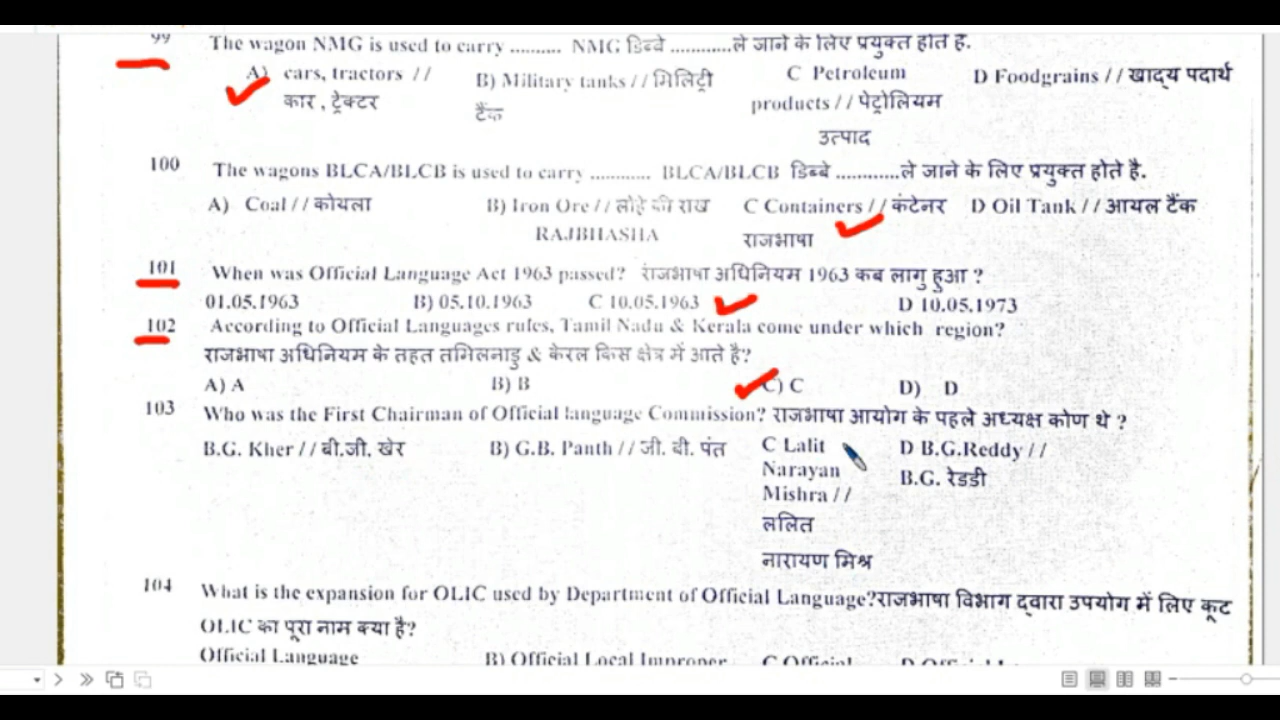 99 The wagon NMG is used to carry .......... NMG डिब्बे ............ले जाने के लिए प्रयुक्त होते है.
A) cars, tractors // कार , ट्रेक्टर
B) Military tanks // मिलिट्री टैंक
C Petroleum products // पेट्रोलियम उत्पाद
D Foodgrains // खाद्य पदार्थ
100 The wagons BLCA/BLCB is used to carry ............ BLCA/BLCB डिब्बे ............ले जाने के लिए प्रयुक्त होते है.
A) Coal // कोयला
B) Iron Ore // लोहे की राख
C Containers // कंटेनर
D Oil Tank // आयल टैंक
RAJBHASHA राजभाषा
101 When was Official Language Act 1963 passed? राजभाषा अधिनियम 1963 कब लागु हुआ ?
01.05.1963 B) 05.10.1963 C 10.05.1963 D 10.05.1973
102 According to Official Languages rules, Tamil Nadu & Kerala come under which region?
राजभाषा अधिनियम के तहत तमिलनाडु & केरल किस क्षेत्र में आते है?
A) A B) B C) C D) D
103 Who was the First Chairman of Official language Commission? राजभाषा आयोग के पहले अध्यक्ष कोण थे ?
B.G. Kher // बी.जी. खेर
B) G.B. Panth // जी. बी. पंत
C Lalit Narayan Mishra // ललित नारायण मिश्र
D B.G.Reddy // B.G. रेडडी
104 What is the expansion for OLIC used by Department of Official Language?राजभाषा विभाग द्वारा उपयोग में लिए कूट
OLIC का पूरा नाम क्या है?
Official Language B) Official Local Improper C Official